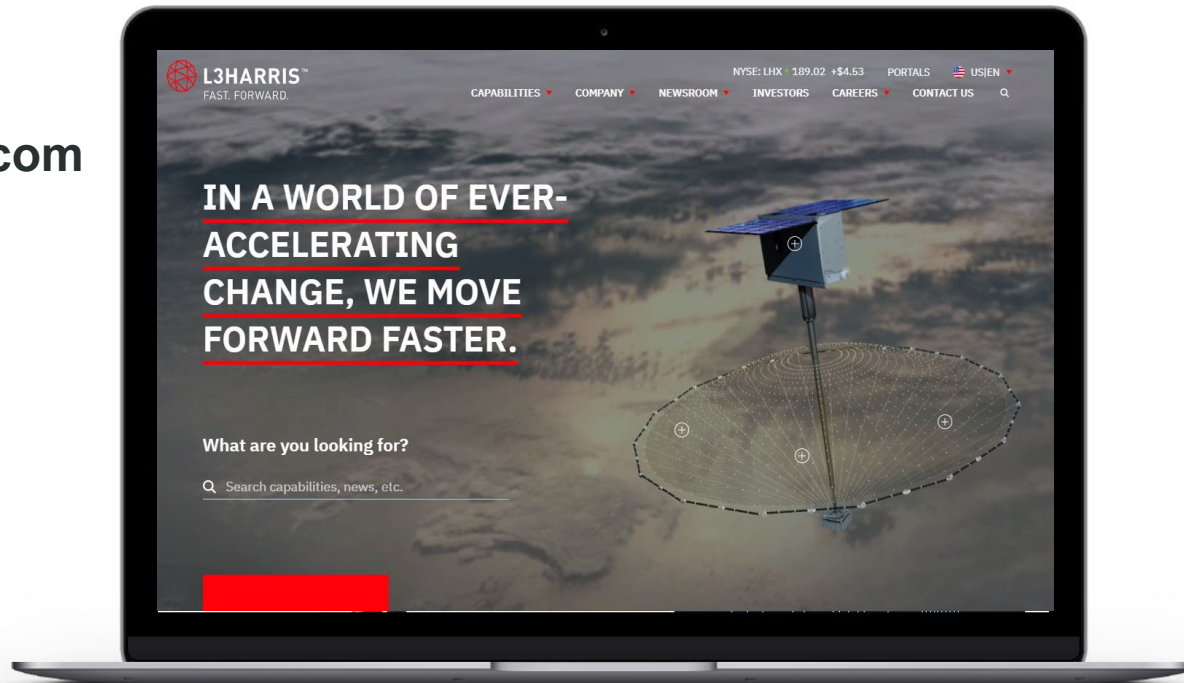 com
L3HARRIS™
FAST. FORWARD.
NYSE: LHX 189.02 +$4.53 PORTALS US|EN
CAPABILITIES COMPANY NEWSROOM INVESTORS CAREERS CONTACT US
IN A WORLD OF EVER-
ACCELERATING
CHANGE, WE MOVE
FORWARD FASTER.
What are you looking for?
Search capabilities, news, etc.